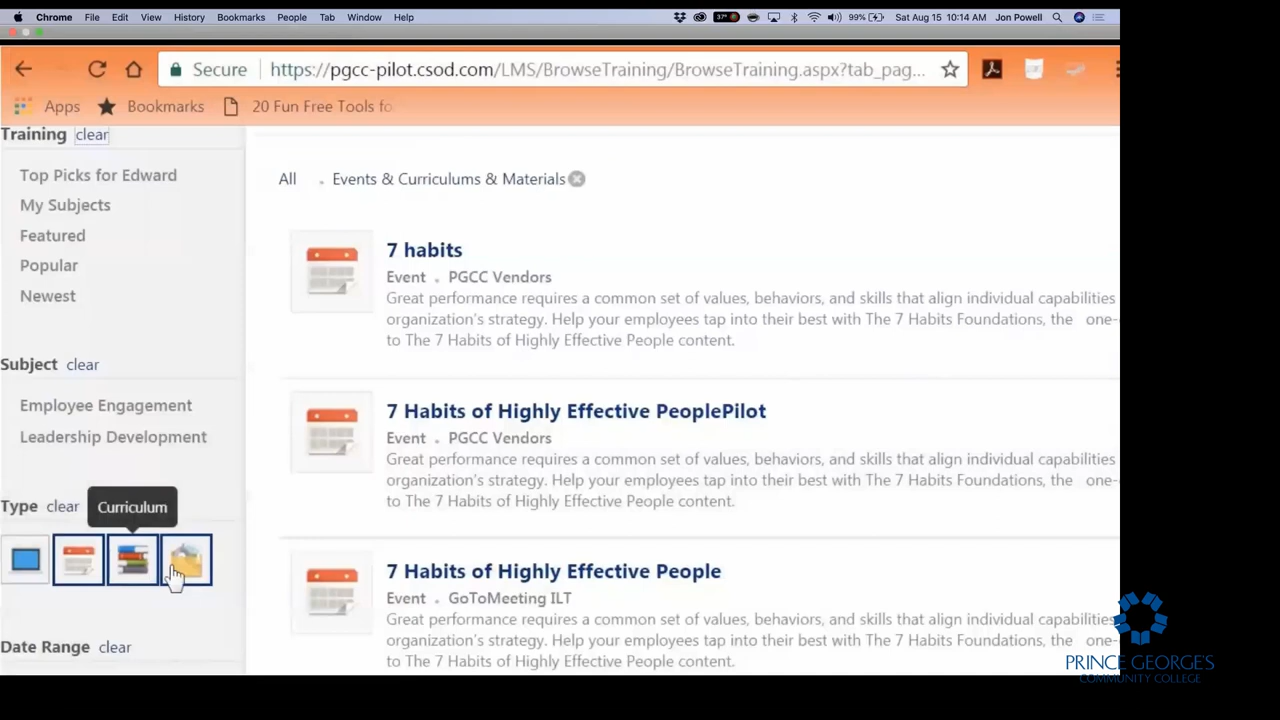 Chrome File Edit View History Bookmarks People Tab Window Help 37° 99% Sat Aug 15 10:14 AM Jon Powell
Secure https://pgcc-pilot.csod.com/LMS/BrowseTraining/BrowseTraining.aspx?tab_pag...
Apps Bookmarks 20 Fun Free Tools fo
Training clear
Top Picks for Edward
My Subjects
Featured
Popular
Newest
Subject clear
Employee Engagement
Leadership Development
Type clear
Curriculum
Date Range clear
All . Events & Curriculums & Materials
7 habits
Event . PGCC Vendors
Great performance requires a common set of values, behaviors, and skills that align individual capabilities
organization's strategy. Help your employees tap into their best with The 7 Habits Foundations, the one-
to The 7 Habits of Highly Effective People content.
7 Habits of Highly Effective PeoplePilot
Event . PGCC Vendors
Great performance requires a common set of values, behaviors, and skills that align individual capabilities
organization's strategy. Help your employees tap into their best with The 7 Habits Foundations, the one-
to The 7 Habits of Highly Effective People content.
7 Habits of Highly Effective People
Event . GoToMeeting ILT
Great performance requires a common set of values, behaviors, and skills that align individual capabilities
organization's strategy. Help your employees tap into their best with The 7 Habits Foundations, the one-
to The 7 Habits of Highly Effective People content.
PRINCE GEORGE'S
COMMUNITY COLLEGE